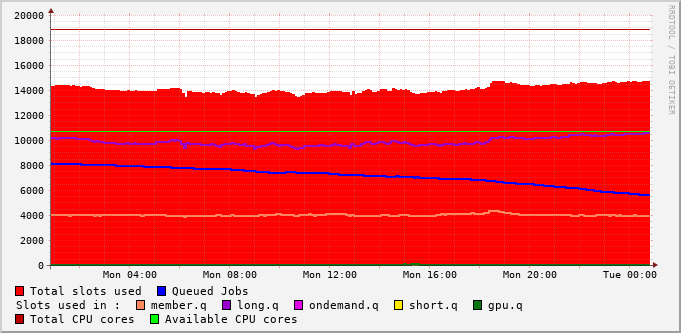 RRDTOOL / TOBI OETIKER
20000
18000
16000
14000
12000
10000
8000
6000
4000
2000
0
Mon 04:00 Mon 08:00 Mon 12:00 Mon 16:00 Mon 20:00 Tue 00:00
Total slots used Queued Jobs
Slots used in : member.q long.q ondemand.q short.q gpu.q
Total CPU cores Available CPU cores